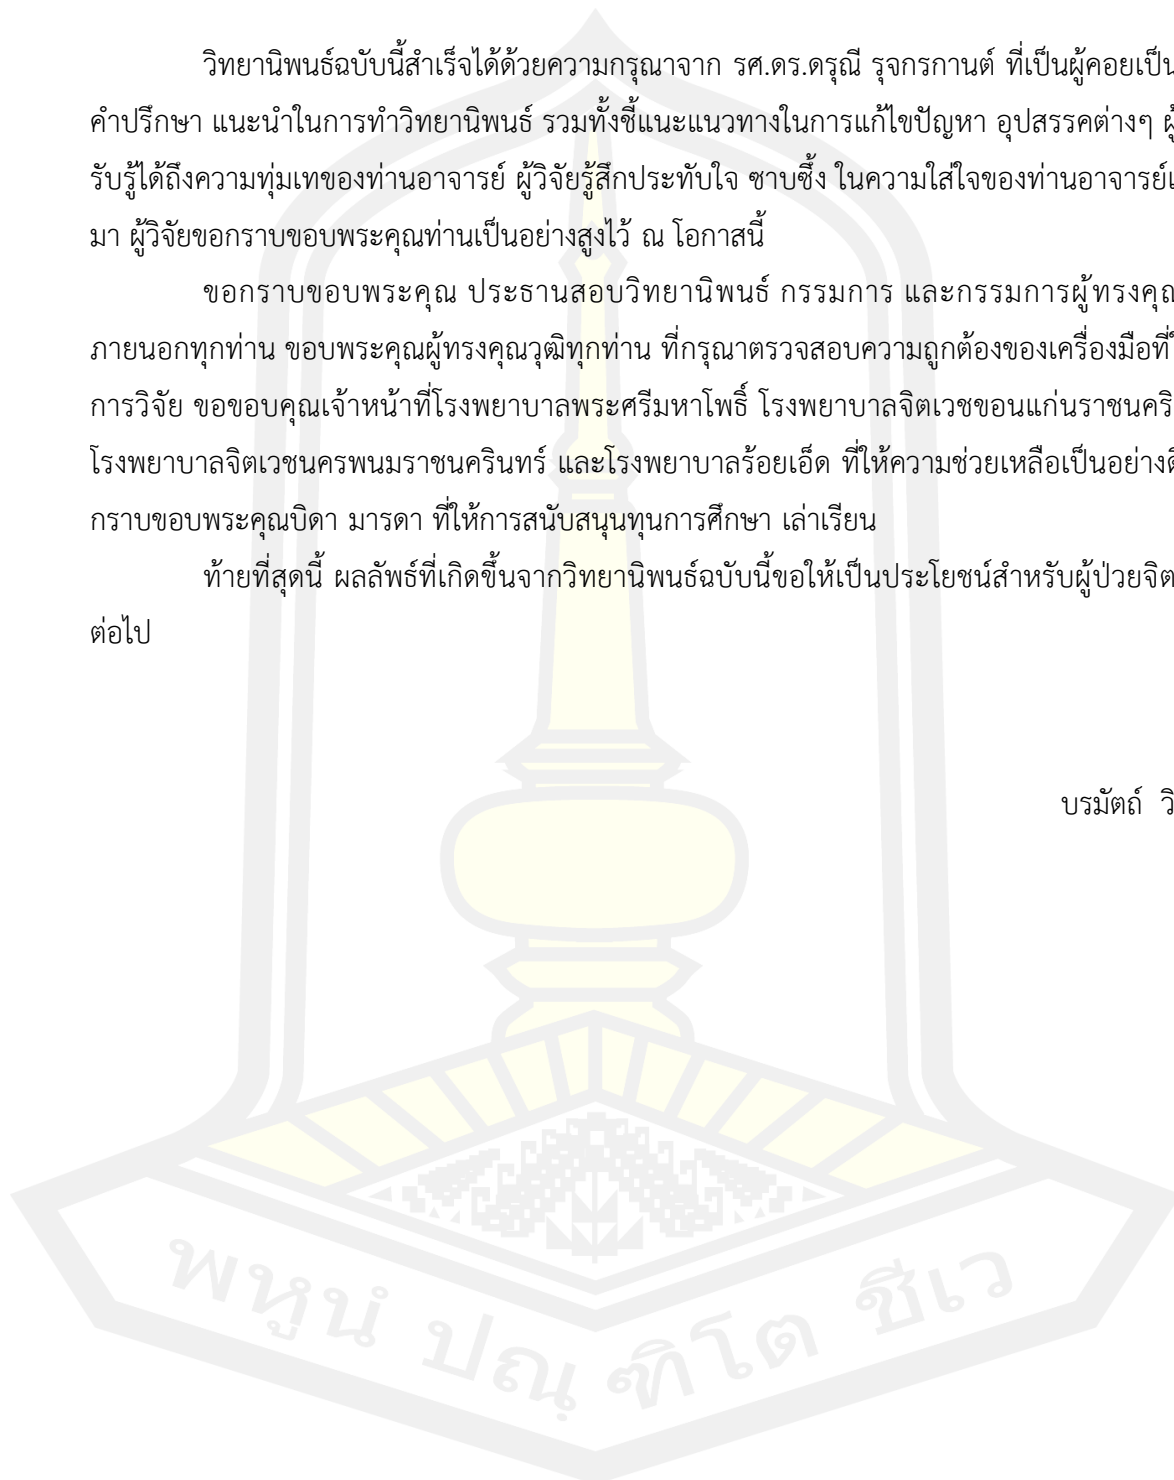 วิทยานิพนธ์ฉบับนี้สำเร็จได้ด้วยความกรุณาจาก รศ.ดร.ดรุณี รุจกรกานต์ ที่เป็นผู้คอยเป็น
คำปรึกษา แนะนำในการทำวิทยานิพนธ์ รวมทั้งชี้แนะแนวทางในการแก้ไขปัญหา อุปสรรคต่างๆ
รับรู้ได้ถึงความทุ่มเทของท่านอาจารย์ ผู้วิจัยรู้สึกประทับใจ ซาบซึ้ง ในความใส่ใจของท่านอาจารย์
มา ผู้วิจัยขอกราบขอบพระคุณท่านเป็นอย่างสูงไว้ ณ โอกาสนี้
ขอกราบขอบพระคุณ ประธานสอบวิทยานิพนธ์ กรรมการ และกรรมการผู้ทรงคุณ
ภายนอกทุกท่าน ขอบพระคุณผู้ทรงคุณวุฒิทุกท่าน ที่กรุณาตรวจสอบความถูกต้องของเครื่องมือที่
การวิจัย ขอขอบคุณเจ้าหน้าที่โรงพยาบาลพระศรีมหาโพธิ์ โรงพยาบาลจิตเวชขอนแก่นราชนคริ
โรงพยาบาลจิตเวชนครพนมราชนครินทร์ และโรงพยาบาลร้อยเอ็ด ที่ให้ความช่วยเหลือเป็นอย่าง
กราบขอบพระคุณบิดา มารดา ที่ให้การสนับสนุนทุนการศึกษา เล่าเรียน
ท้ายที่สุดนี้ ผลลัพธ์ที่เกิดขึ้นจากวิทยานิพนธ์ฉบับนี้ขอให้เป็นประโยชน์สำหรับผู้ป่วยจิต
ต่อไป
บรมัตถ์ วิ
พหูนํ ปณฺฑิโต ชีเว